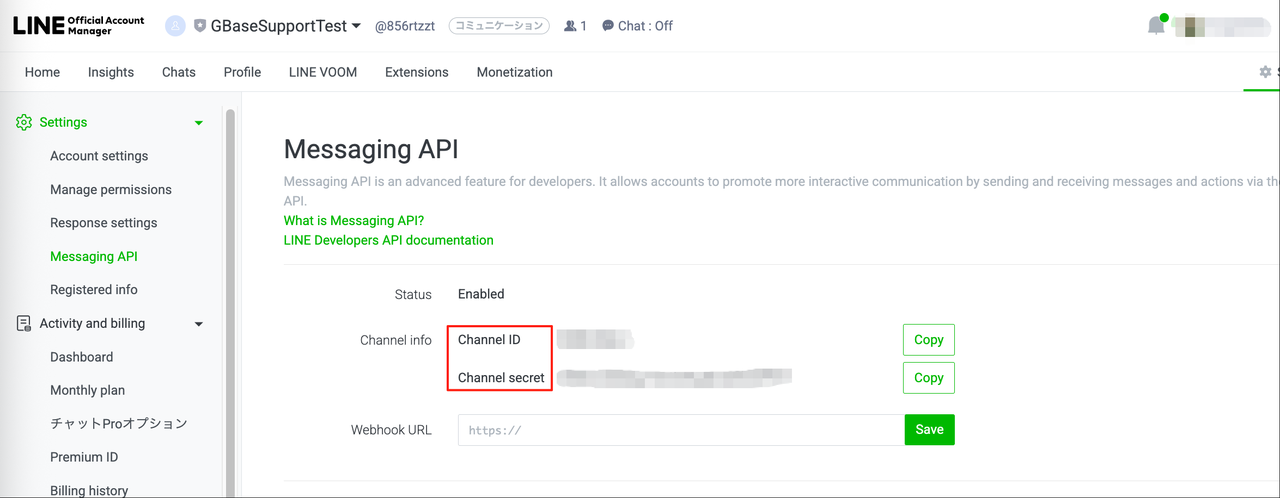 LINE Official Account Manager
GBaseSupportTest @856rtzzt コミュニケーション 1 Chat : Off
Home Insights Chats Profile LINE VOOM Extensions Monetization
Settings
Account settings
Manage permissions
Response settings
Messaging API
Registered info
Activity and billing
Dashboard
Monthly plan
チャットProオプション
Premium ID
Billing history
Messaging API
Messaging API is an advanced feature for developers. It allows accounts to promote more interactive communication by sending and receiving messages and actions via the
API.
What is Messaging API?
LINE Developers API documentation
Status Enabled
Channel info Channel ID Copy
Channel secret Copy
Webhook URL https:// Save